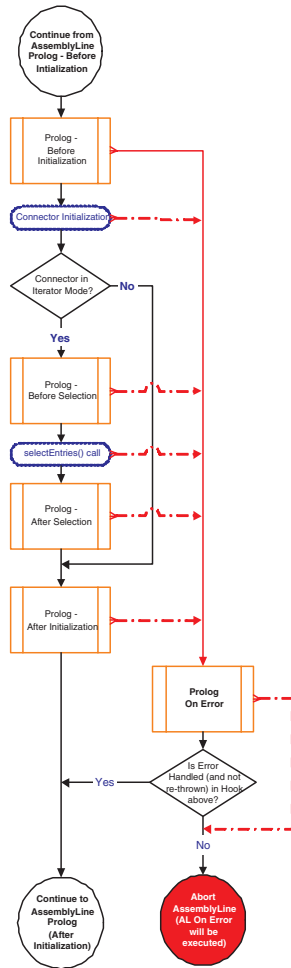 Continue from
AssemblyLine
Prolog - Before
Intialization
Prolog -
Before
Initialization
Connector Initialization
Connector in
Iterator Mode?
No
Yes
Prolog -
Before Selection
selectEntries() call
Prolog -
After Selection
Prolog -
After Initialization
Prolog
On Error
Is Error
Handled (and not
re-thrown) in Hook
above?
Yes
No
Continue to
AssemblyLine
Prolog
(After
Initialization)
Abort
AssemblyLine
(AL On Error
will be
executed)